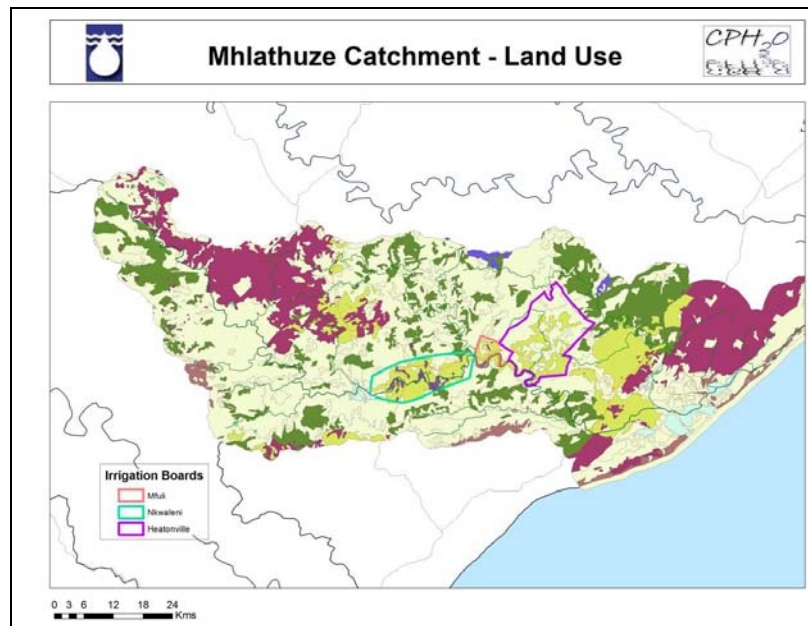 Mhlathuze Catchment - Land Use
CPH2O
Irrigation Boards
Mfuli
Nkwaleni
Heatonville
0 3 6 12 18 24
Kms